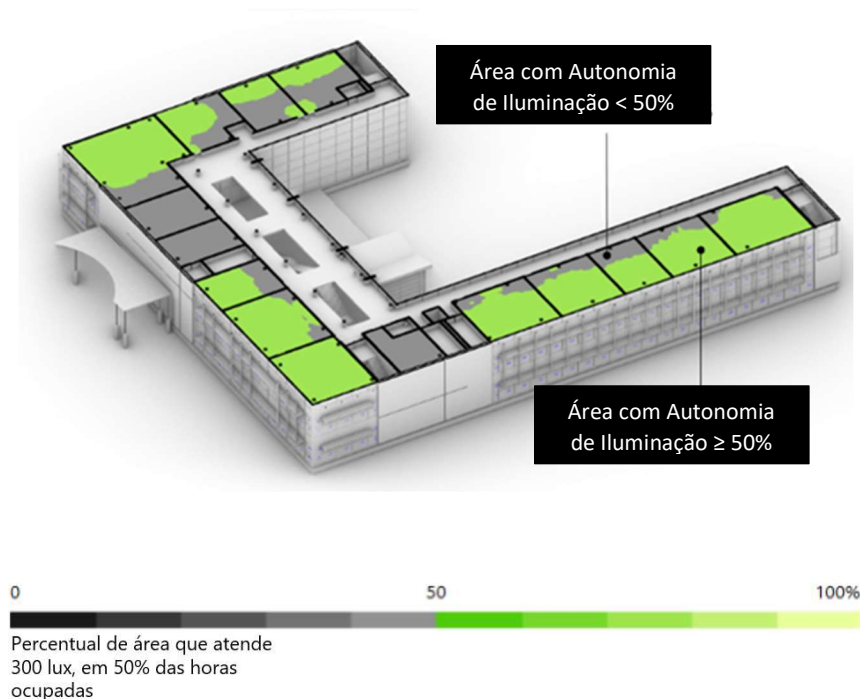 Área com Autonomia
de Iluminação < 50%
Área com Autonomia
de Iluminação ≥ 50%
0 50 100%
Percentual de área que atende
300 lux, em 50% das horas
ocupadas